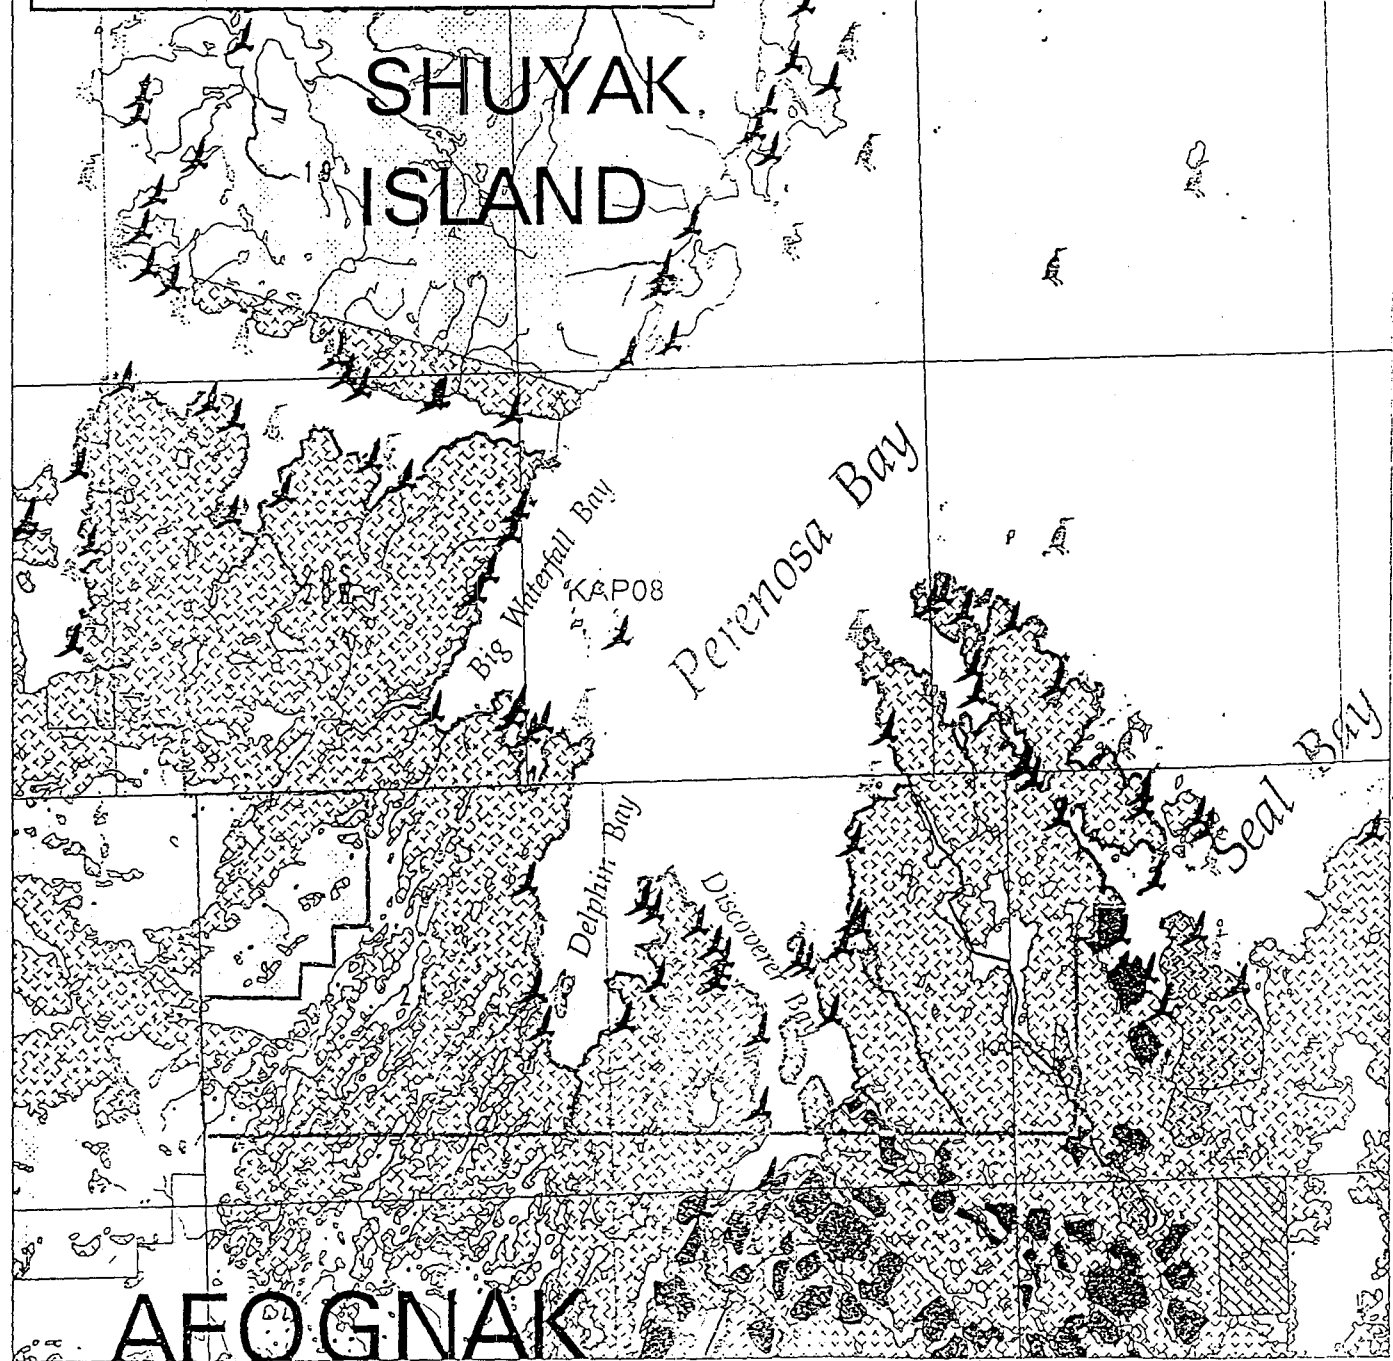 SHUYAK
ISLAND
Perenosa Bay
Big Waterfall Bay
KAP08
Seal Bay
Delphin Bay
Discoverer Bay
AFOGNAK